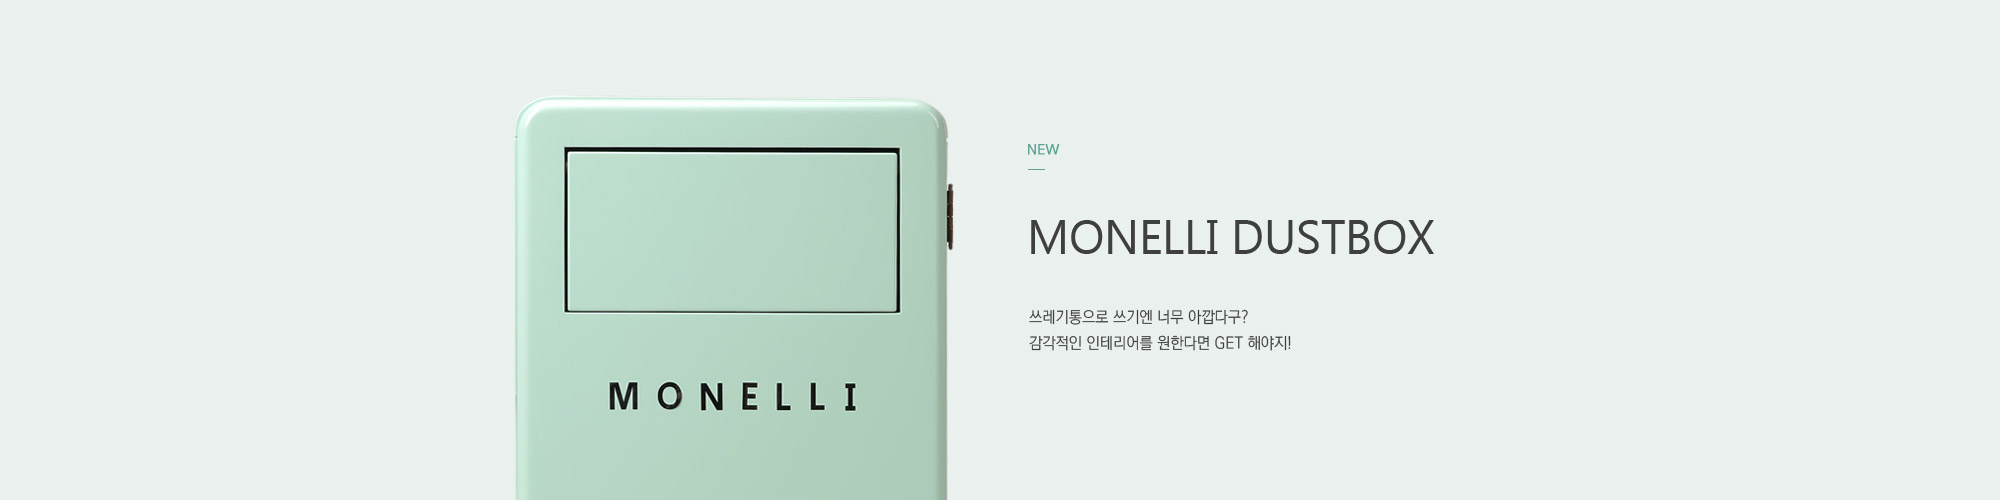 NEW
MONELLI DUSTBOX
쓰레기통으로 쓰기엔 너무 아깝다구?
감각적인 인테리어를 원한다면 GET 해야지!
MONELLI